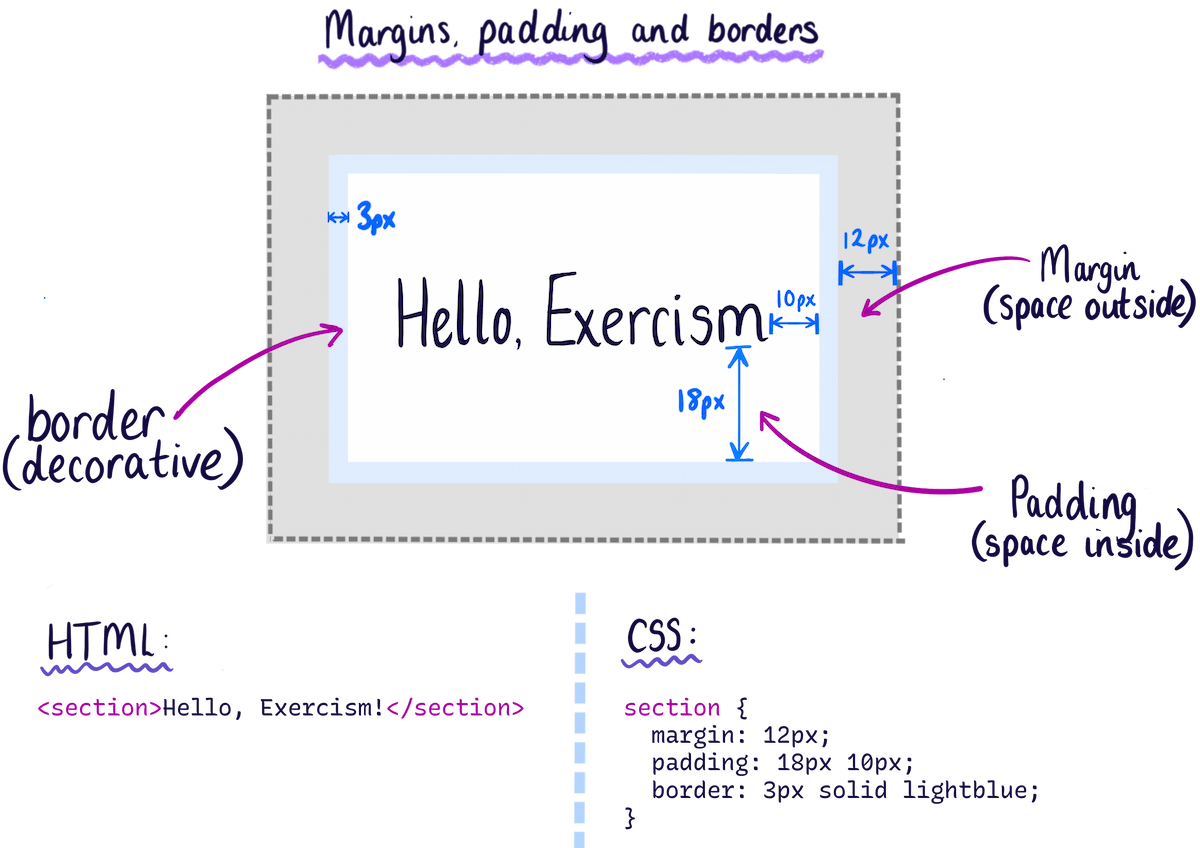 Margins, padding and borders
3px
12px
Margin
(space outside)
10px
Hello, Exercism
18px
border
(decorative)
Padding
(space inside)
HTML:
<section>Hello, Exercism!</section>
CSS:
section {
  margin: 12px;
  padding: 18px 10px;
  border: 3px solid lightblue;
}